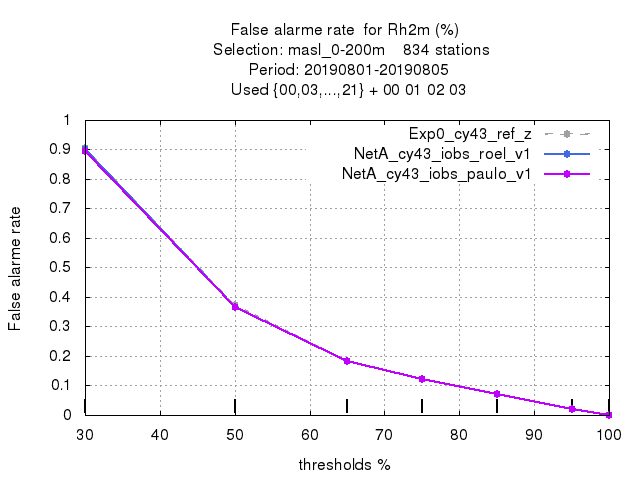 False alarme rate  for Rh2m (%)
Selection: masl_0-200m    834 stations
Period: 20190801-20190805
Used {00,03,...,21} + 00 01 02 03
Exp0_cy43_ref_z
NetA_cy43_iobs_roel_v1
NetA_cy43_iobs_paulo_v1
False alarme rate
1
0.9
0.8
0.7
0.6
0.5
0.4
0.3
0.2
0.1
0
30 40 50 60 70 80 90 100
thresholds %